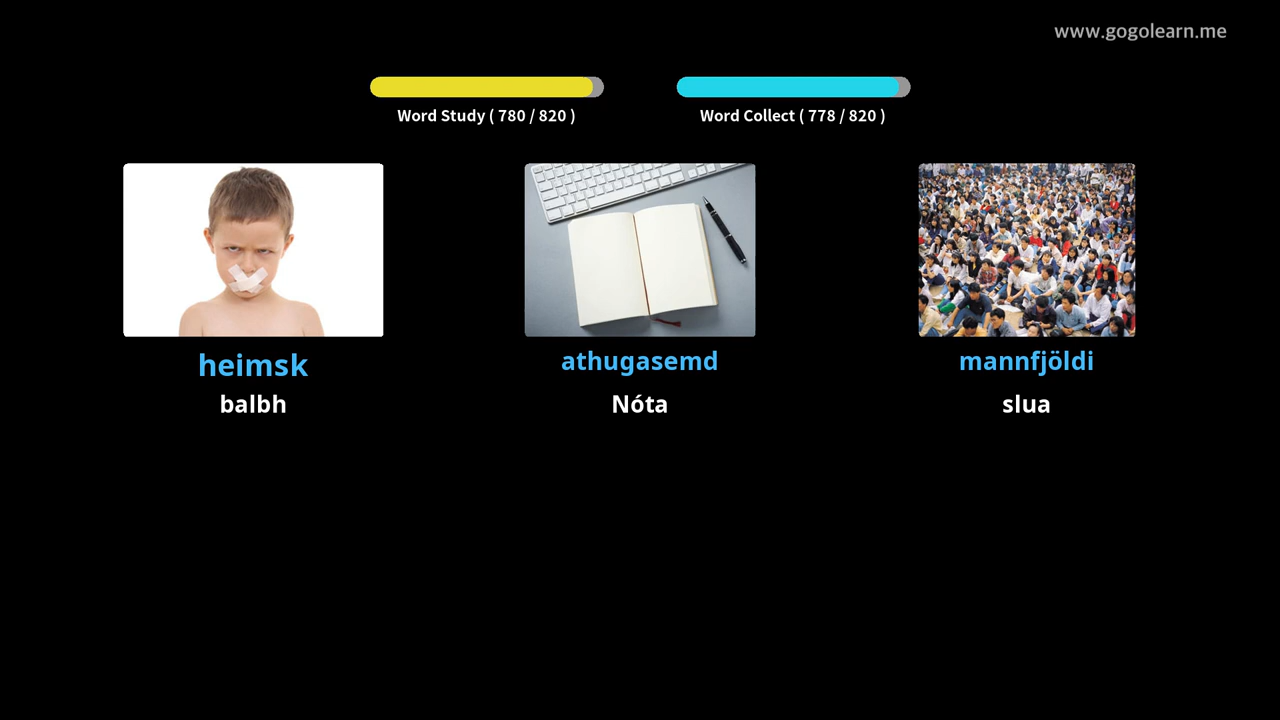 www.gogolearn.me
Word Study ( 780 / 820 )
Word Collect ( 778 / 820 )
heimsk
athugasemd
mannfjöldi
balbh
Nóta
slua